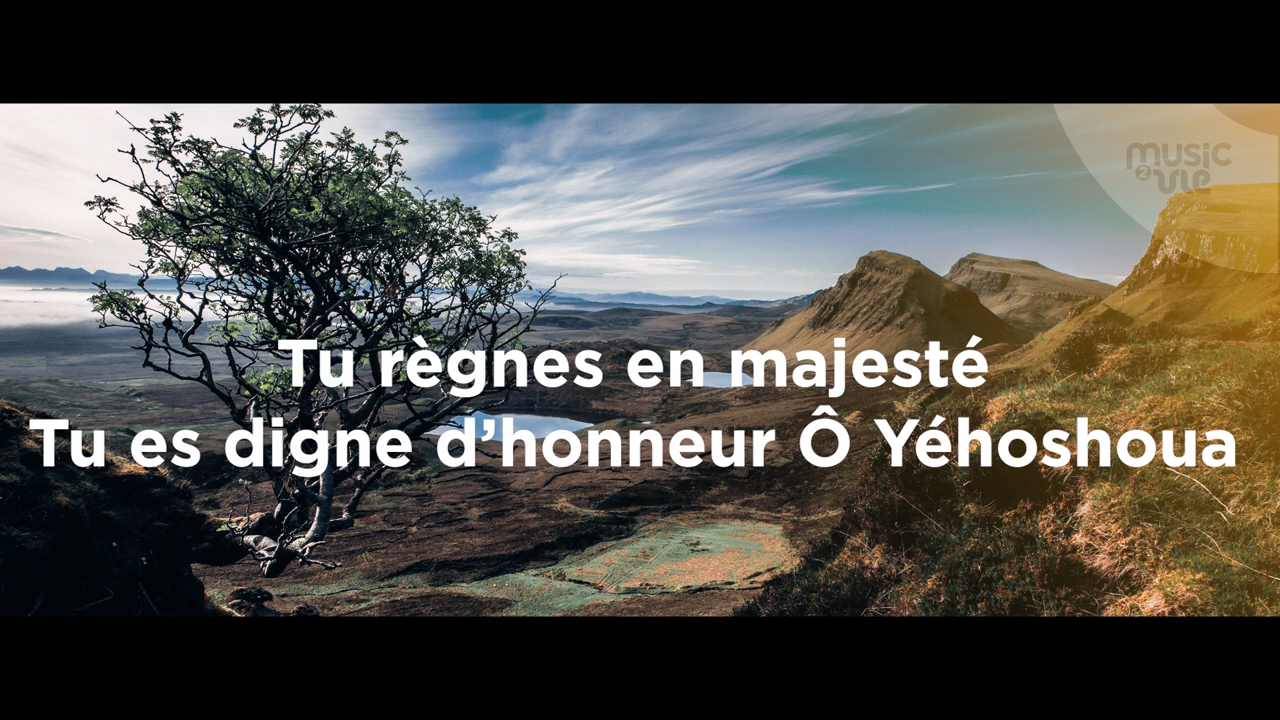 music
2 vie
Tu règnes en majesté
Tu es digne d’honneur Ô Yéhoshoua